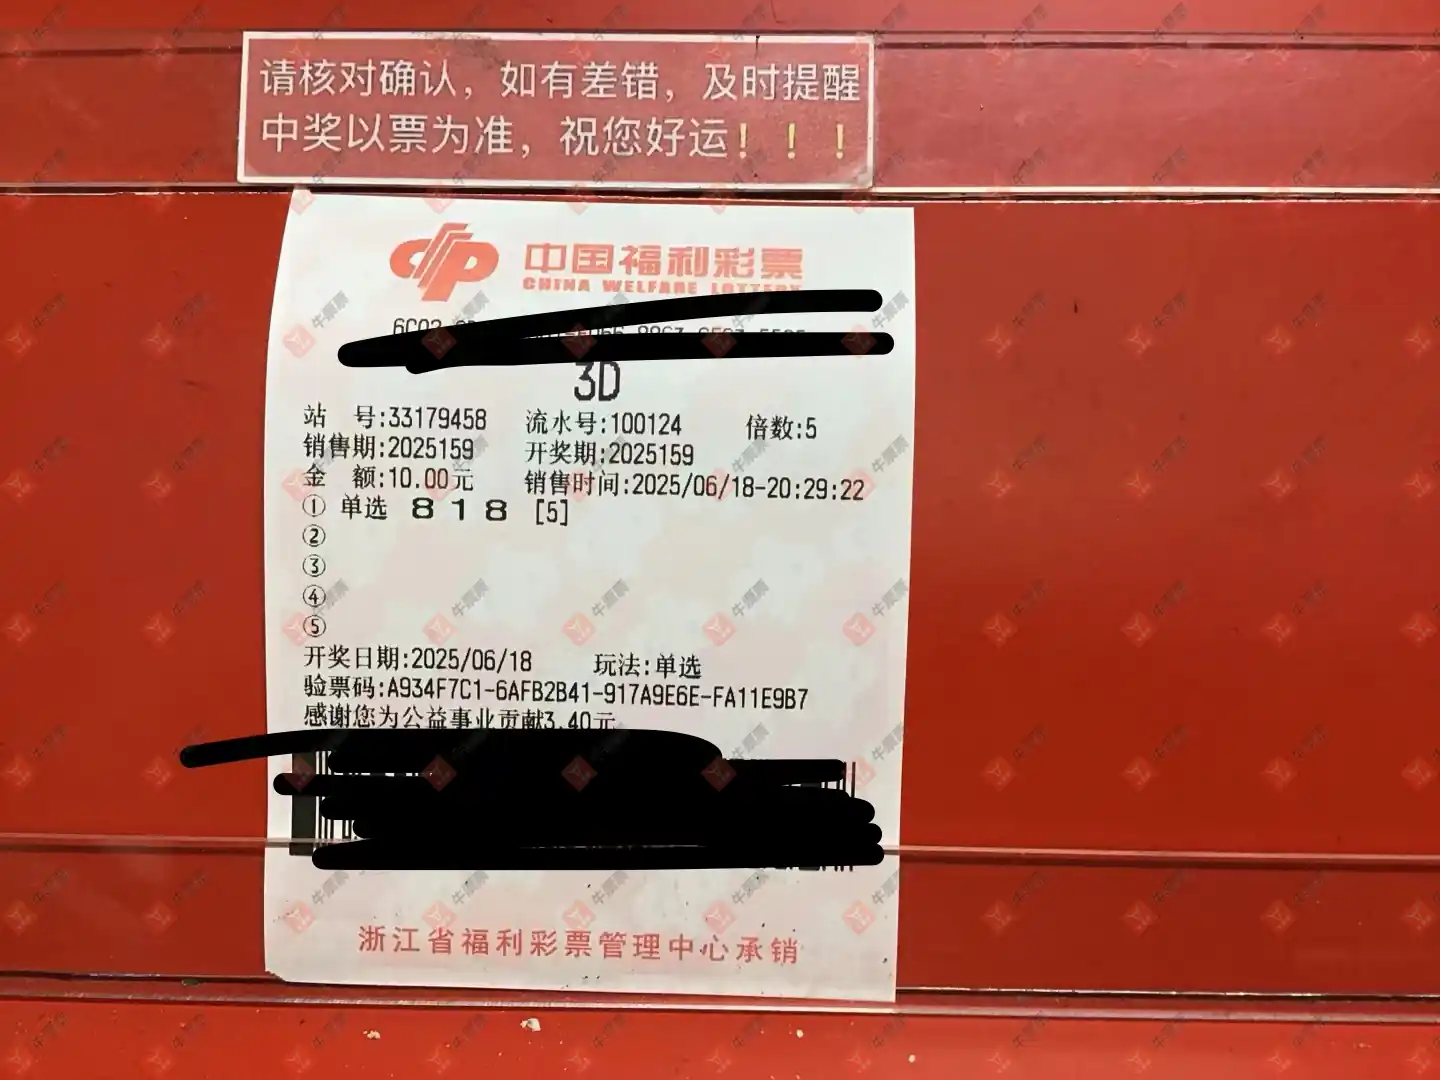 请核对确认，如有差错，及时提醒
中奖以票为准，祝您好运！！！
中国福利彩票
CHINA WELFARE LOTTERY
3D
站 号:33179458 流水号:100124 倍数:5
销售期:2025159 开奖期:2025159
金 额:10.00元 销售时间:2025/06/18-20:29:22
① 单选 8 1 8 [5]
②
③
④
⑤
开奖日期:2025/06/18 玩法:单选
验票码:A934F7C1-6AFB2B41-917A9E6E-FA11E9B7
感谢您为公益事业贡献3.40元
浙江省福利彩票管理中心承销
牛票票